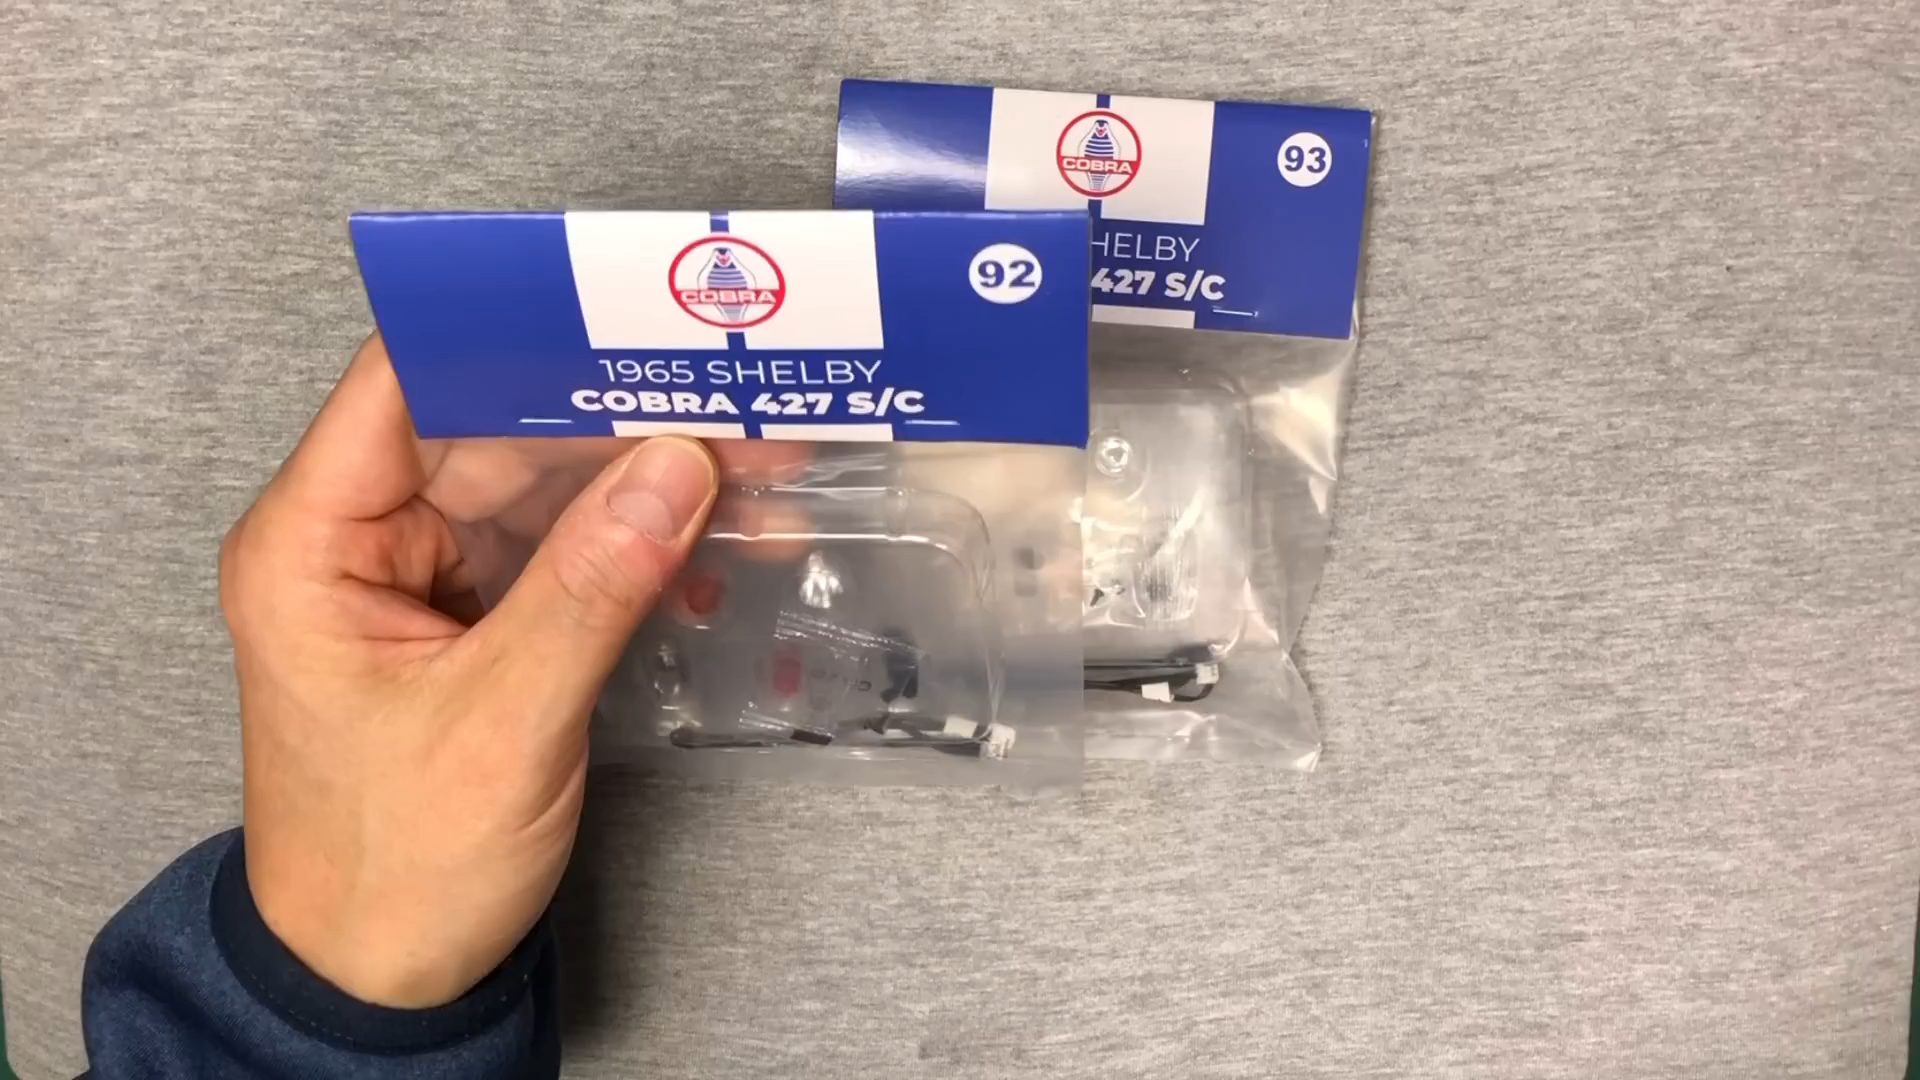 COBRA
92
1965 SHELBY
COBRA 427 S/C
COBRA
93
HELBY
427 S/C